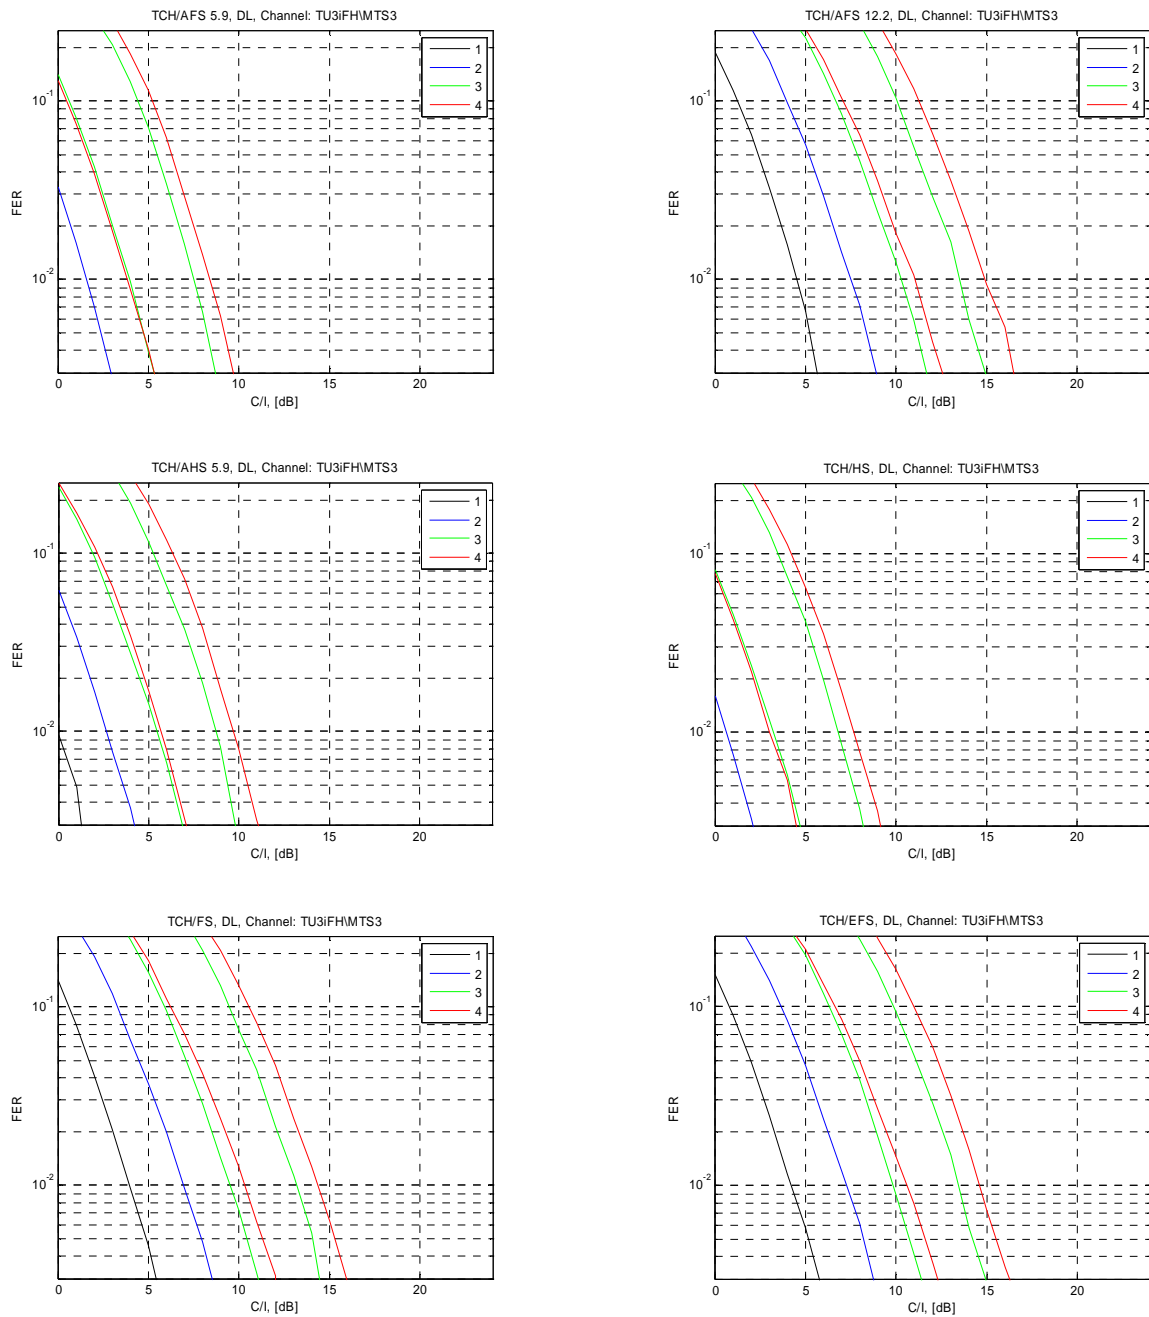 TCH/AFS 5.9, DL, Channel: TU3iFH\MTS3
FER
10^-1
10^-2
0 5 10 15 20
C/I, [dB]
1
2
3
4
TCH/AFS 12.2, DL, Channel: TU3iFH\MTS3
FER
10^-1
10^-2
0 5 10 15 20
C/I, [dB]
1
2
3
4
TCH/AHS 5.9, DL, Channel: TU3iFH\MTS3
FER
10^-1
10^-2
0 5 10 15 20
C/I, [dB]
1
2
3
4
TCH/HS, DL, Channel: TU3iFH\MTS3
FER
10^-1
10^-2
0 5 10 15 20
C/I, [dB]
1
2
3
4
TCH/FS, DL, Channel: TU3iFH\MTS3
FER
10^-1
10^-2
0 5 10 15 20
C/I, [dB]
1
2
3
4
TCH/EFS, DL, Channel: TU3iFH\MTS3
FER
10^-1
10^-2
0 5 10 15 20
C/I, [dB]
1
2
3
4